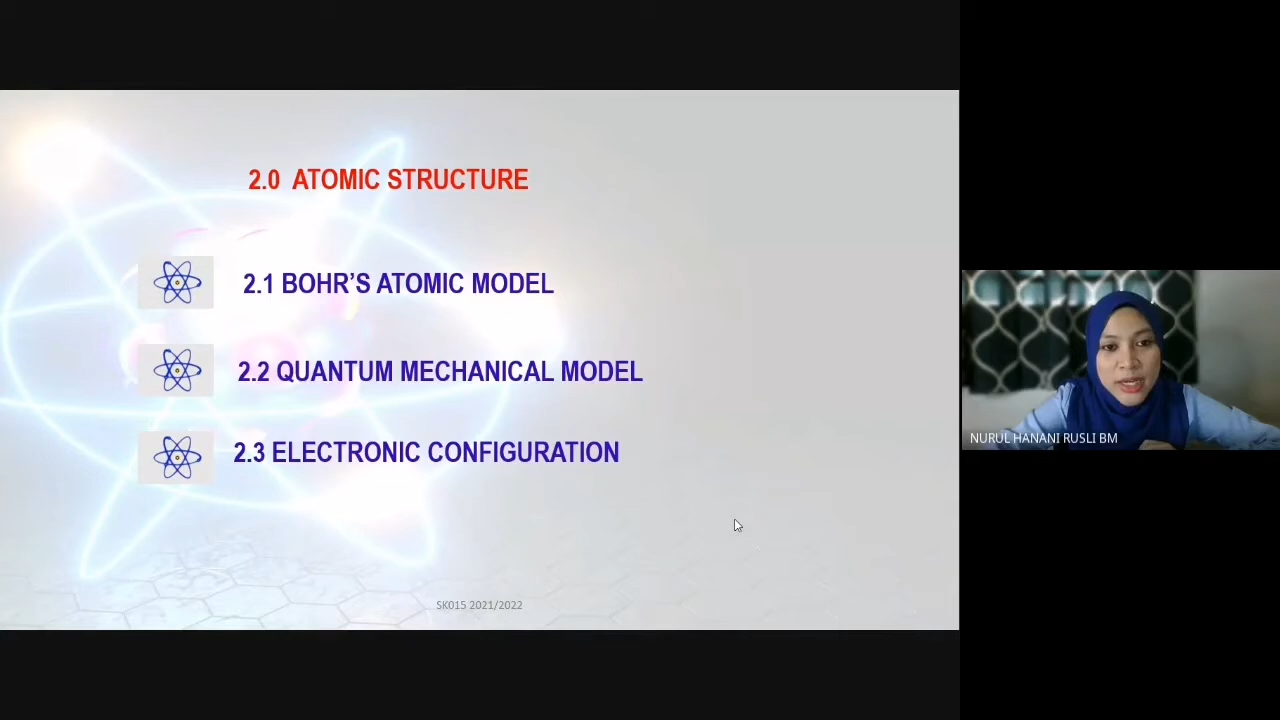 2.0 ATOMIC STRUCTURE
2.1 BOHR’S ATOMIC MODEL
2.2 QUANTUM MECHANICAL MODEL
2.3 ELECTRONIC CONFIGURATION
SK015 2021/2022
NURUL HANANI RUSLI BM